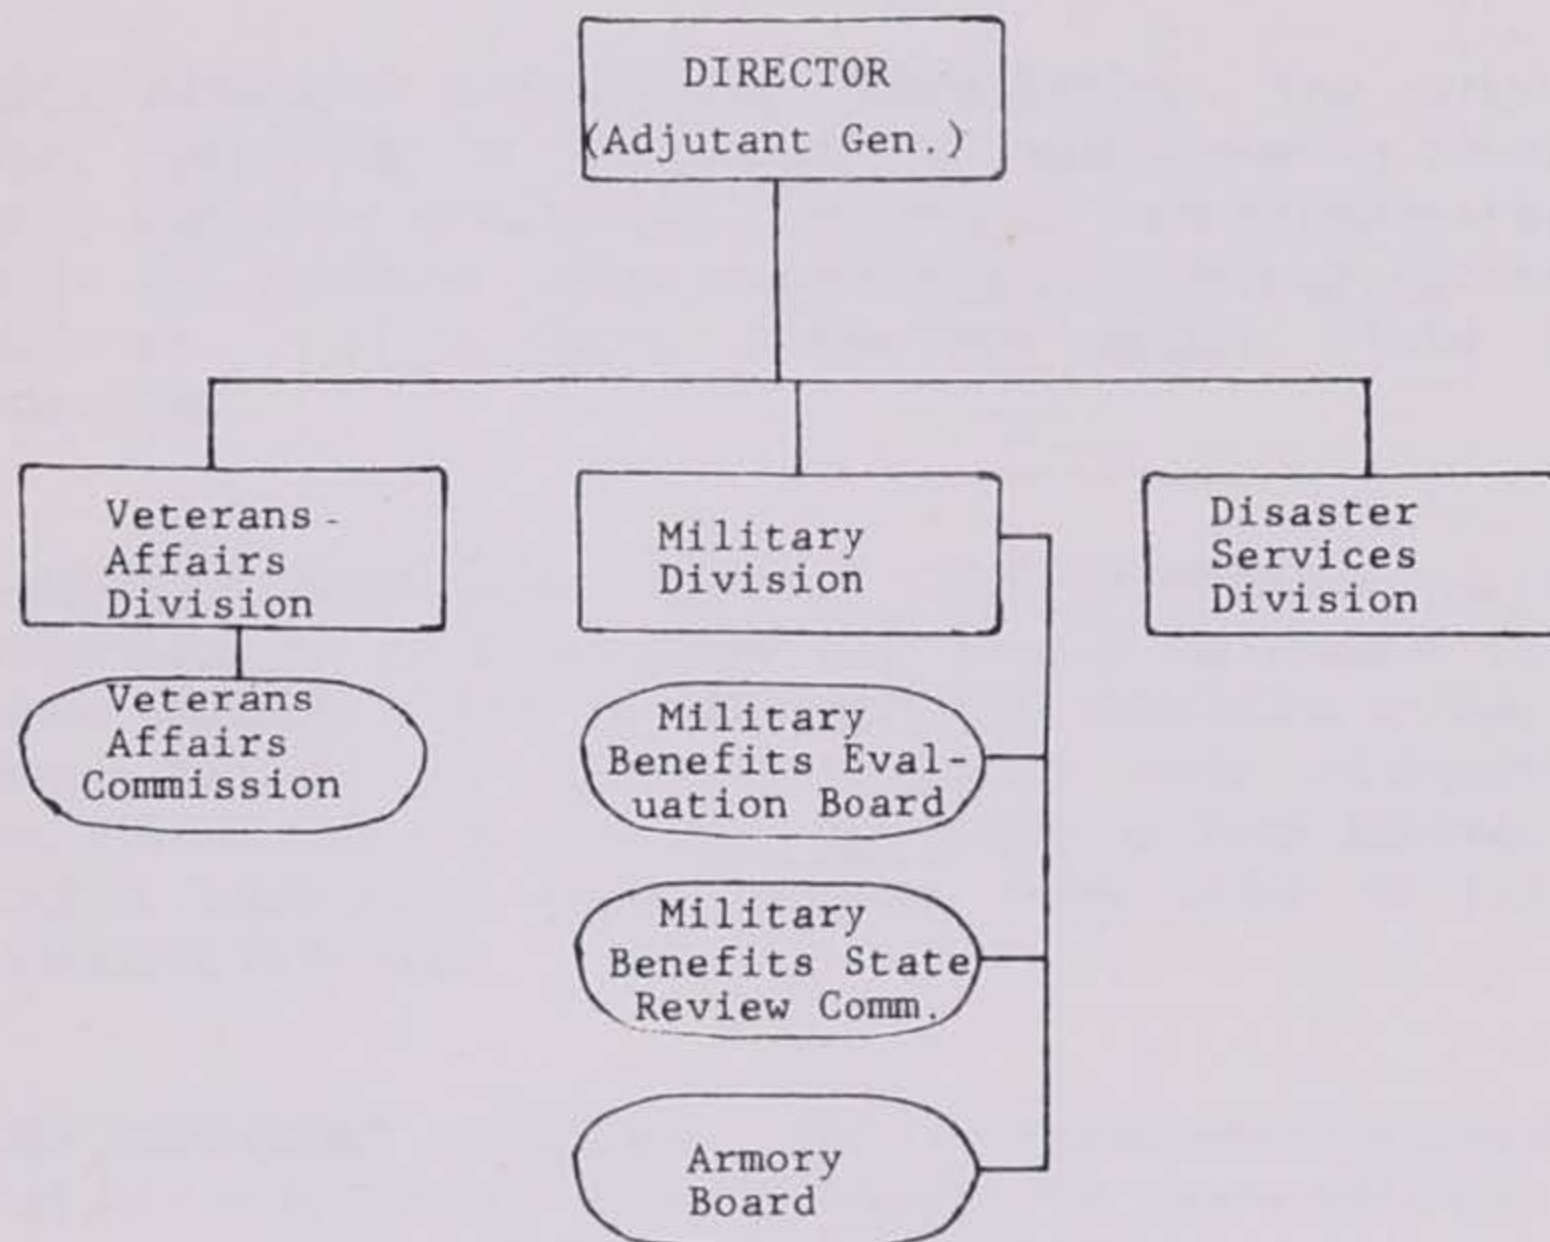 DIRECTOR
(Adjutant Gen.)
Veterans
Affairs
Division
Military
Division
Disaster
Services
Division
Veterans
Affairs
Commission
Military
Benefits Eval-
uation Board
Military
Benefits State
Review Comm.
Armory
Board